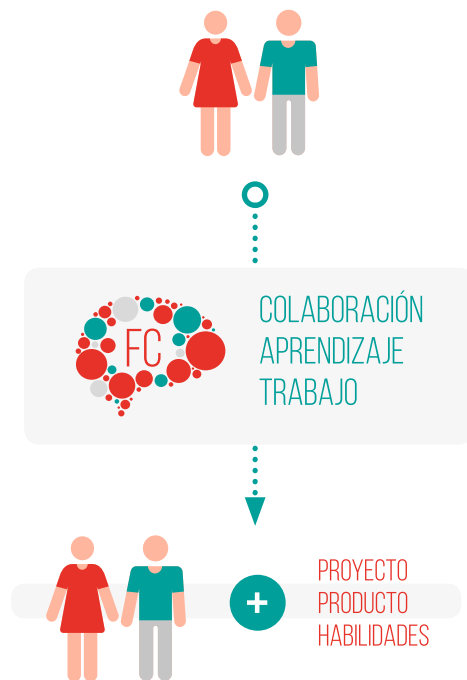 FC
COLABORACIÓN
APRENDIZAJE
TRABAJO
+
PROYECTO
PRODUCTO
HABILIDADES